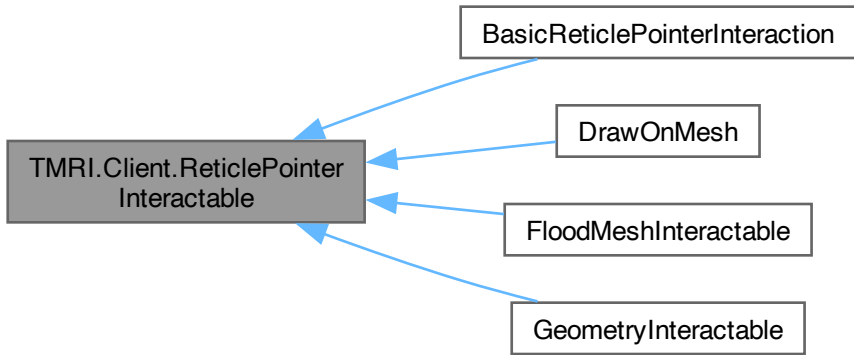 BasicReticlePointerInteraction
DrawOnMesh
TMRI.Client.ReticlePointer
Interactable
FloodMeshInteractable
GeometryInteractable